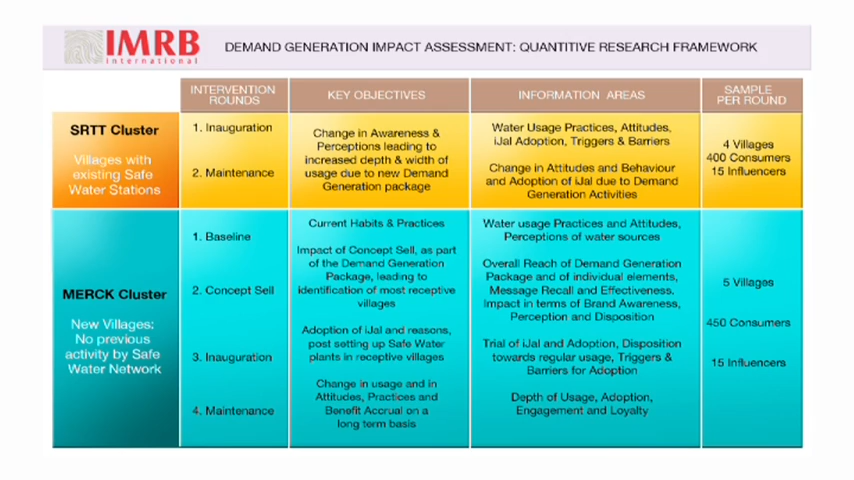 IMRB
International
DEMAND GENERATION IMPACT ASSESSMENT: QUANTITIVE RESEARCH FRAMEWORK
INTERVENTION
ROUNDS
KEY OBJECTIVES
INFORMATION AREAS
SAMPLE
PER ROUND
SRTT Cluster
Villages with
existing Safe
Water Stations
1. Inauguration
2. Maintenance
Change in Awareness &
Perceptions leading to
increased depth & width of
usage due to new Demand
Generation package
Water Usage Practices, Attitudes,
iJal Adoption, Triggers & Barriers
Change in Attitudes and Behaviour
and Adoption of iJal due to Demand
Generation Activities
4 Villages
400 Consumers
15 Influencers
MERCK Cluster
New Villages:
No previous
activity by Safe
Water Network
1. Baseline
2. Concept Sell
3. Inauguration
4. Maintenance
Current Habits & Practices
Impact of Concept Sell, as part
of the Demand Generation
Package, leading to
identification of most receptive
villages
Adoption of iJal and reasons,
post setting up Safe Water
plants in receptive villages
Change in usage and in
Attitudes, Practices and
Benefit Accrual on a
long term basis
Water usage Practices and Attitudes,
Perceptions of water sources
Overall Reach of Demand Generation
Package and of individual elements,
Message Recall and Effectiveness,
Impact in terms of Brand Awareness,
Perception and Disposition
Trial of iJal and Adoption, Disposition
towards regular usage, Triggers &
Barriers for Adoption
Depth of Usage, Adoption,
Engagement and Loyalty
5 Villages
450 Consumers
15 Influencers